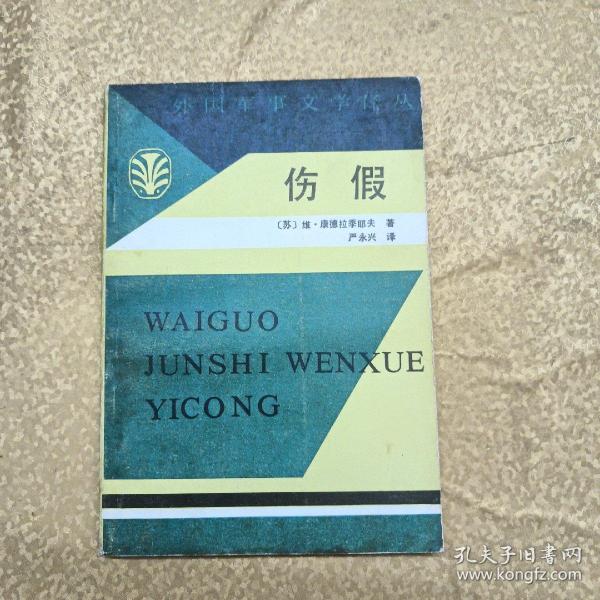 外国军事文学译丛
伤假
〔苏〕维·康德拉季耶夫 著
严永兴 译
WAIGUO
JUNSHI WENXUE
YICONG
孔夫子旧书网
www.kongfz.com